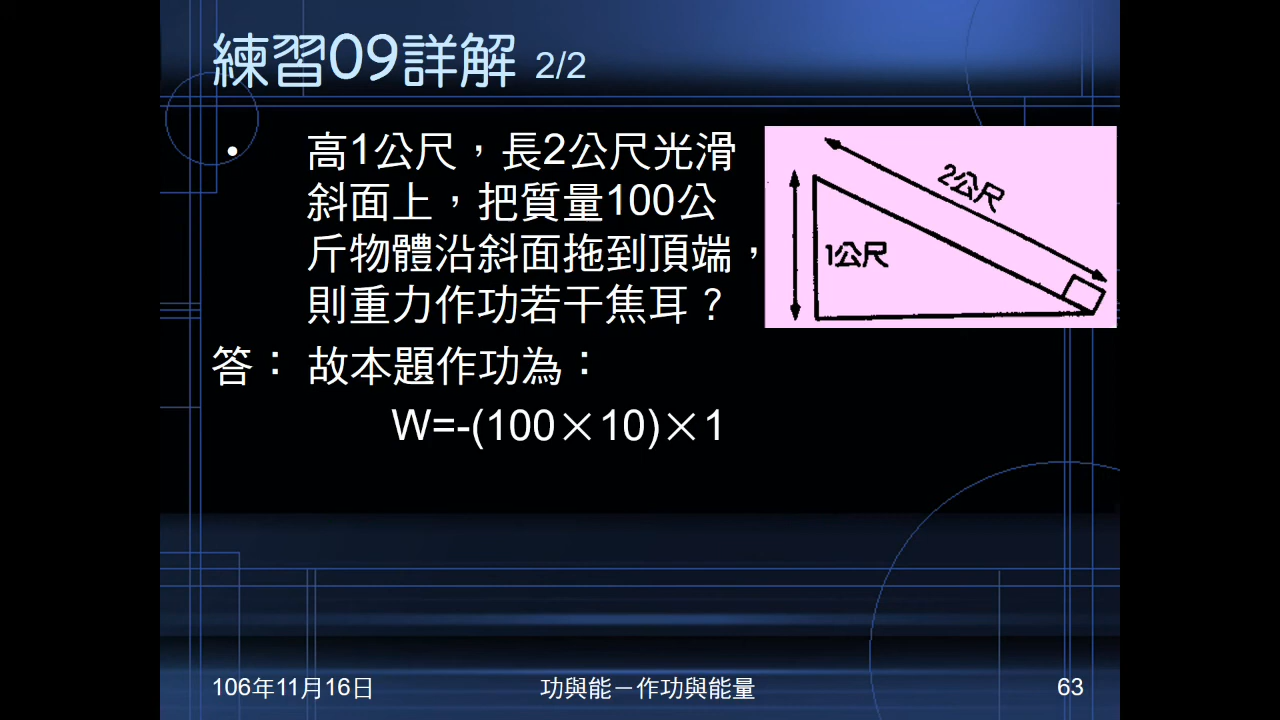 練習09詳解 2/2
• 高1公尺，長2公尺光滑
斜面上，把質量100公
斤物體沿斜面拖到頂端，
則重力作功若干焦耳？
2公尺
1公尺
答： 故本題作功為：
W=-(100×10)×1
106年11月16日
功與能－作功與能量
63